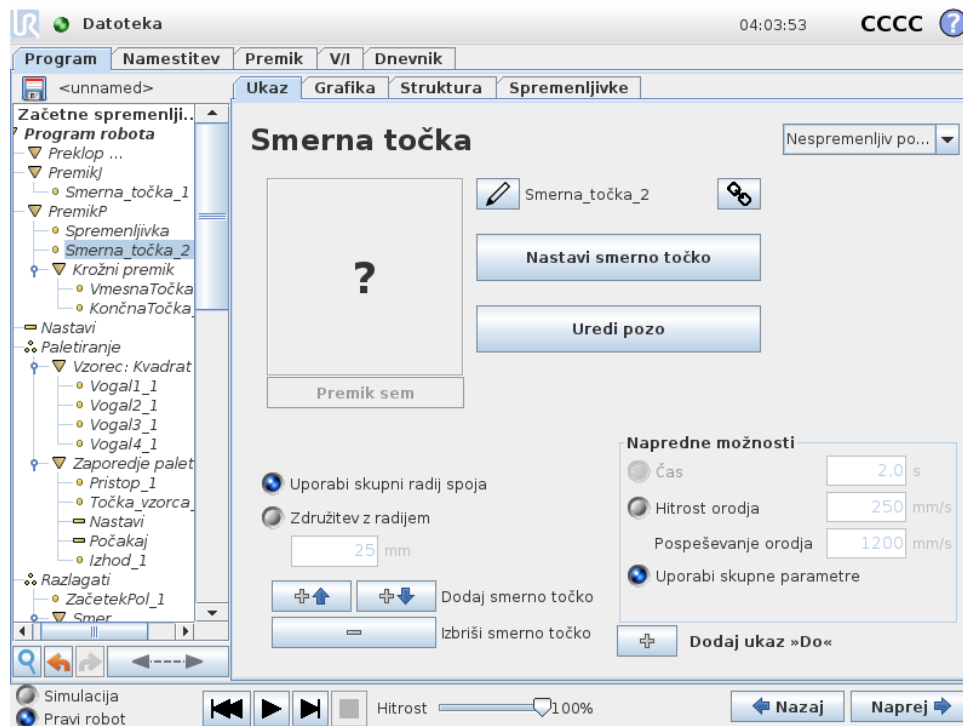 UR Datoteka 04:03:53 CCCC ?
Program Namestitev Premik V/I Dnevnik
<unnamed>
Ukaz Grafika Struktura Spremenljivke
Začetne spremenlji..
Program robota
Preklop ...
PremikJ
Smerna_točka_1
PremikP
Spremenljivka
Smerna_točka_2
Krožni premik
VmesnaTočka
KončnaTočka_
Nastavi
Paletiranje
Vzorec: Kvadrat
Vogal1_1
Vogal2_1
Vogal3_1
Vogal4_1
Zaporedje palet
Pristop_1
Točka_vzorca_
Nastavi
Počakaj
Izhod_1
Razlagati
ZačetekPol_1
Smer
Smerna točka
Nespremenljiv po...
?
Smerna_točka_2
Nastavi smerno točko
Uredi pozo
Premik sem
Uporabi skupni radij spoja
Združitev z radijem
25 mm
Dodaj smerno točko
Izbriši smerno točko
Napredne možnosti
Čas 2,0 s
Hitrost orodja 250 mm/s
Pospeševanje orodja 1200 mm/s
Uporabi skupne parametre
Dodaj ukaz »Do«
Simulacija
Pravi robot
Hitrost 100%
Nazaj
Naprej